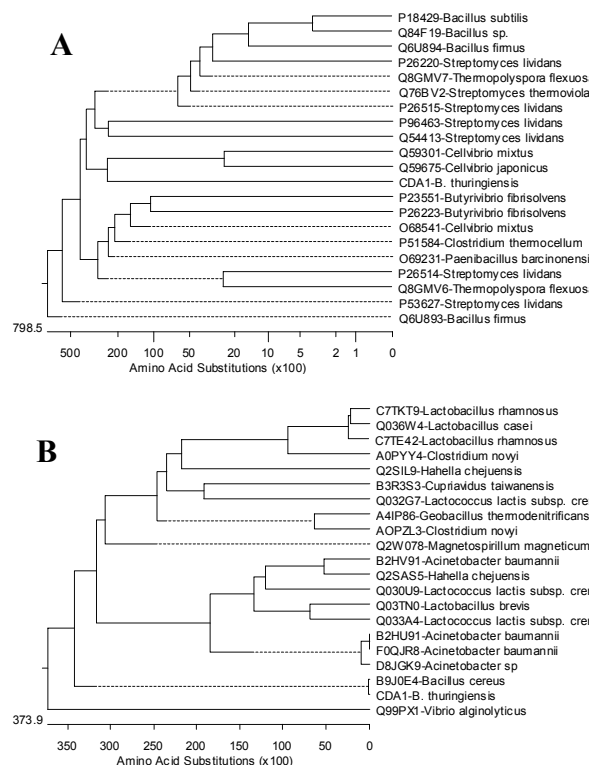 A
P18429-Bacillus subtilis
Q84F19-Bacillus sp.
Q6U894-Bacillus firmus
P26220-Streptomyces lividans
Q8GMV7-Thermopolyspora flexuosa
Q76BV2-Streptomyces thermoviola
P26515-Streptomyces lividans
P96463-Streptomyces lividans
Q54413-Streptomyces lividans
Q59301-Cellvibrio mixtus
Q59675-Cellvibrio japonicus
CDA1-B. thuringiensis
P23551-Butyrivibrio fibrisolvens
P26223-Butyrivibrio fibrisolvens
O68541-Cellvibrio mixtus
P51584-Clostridium thermocellum
O69231-Paenibacillus barcinonensi
P26514-Streptomyces lividans
Q8GMV6-Thermopolyspora flexuosa
P53627-Streptomyces lividans
Q6U893-Bacillus firmus
798.5
500 200 100 50 20 10 5 2 1 0
Amino Acid Substitutions (x100)
B
C7TKT9-Lactobacillus rhamnosus
Q036W4-Lactobacillus casei
C7TE42-Lactobacillus rhamnosus
A0PYY4-Clostridium novyi
Q2SIL9-Hahella chejuensis
B3R3S3-Cupriavidus taiwanensis
Q032G7-Lactococcus lactis subsp. cre
A4IP86-Geobacillus thermodenitrificans
AOPZL3-Clostridium novyi
Q2W078-Magnetospirillum magneticum
B2HV91-Acinetobacter baumannii
Q2SAS5-Hahella chejuensis
Q030U9-Lactococcus lactis subsp. cre
Q03TN0-Lactobacillus brevis
Q033A4-Lactococcus lactis subsp. cre
B2HU91-Acinetobacter baumannii
F0QJR8-Acinetobacter baumannii
D8JGK9-Acinetobacter sp
B9J0E4-Bacillus cereus
CDA1-B. thuringiensis
Q99PX1-Vibrio alginolyticus
373.9
350 300 250 200 150 100 50 0
Amino Acid Substitutions (x100)